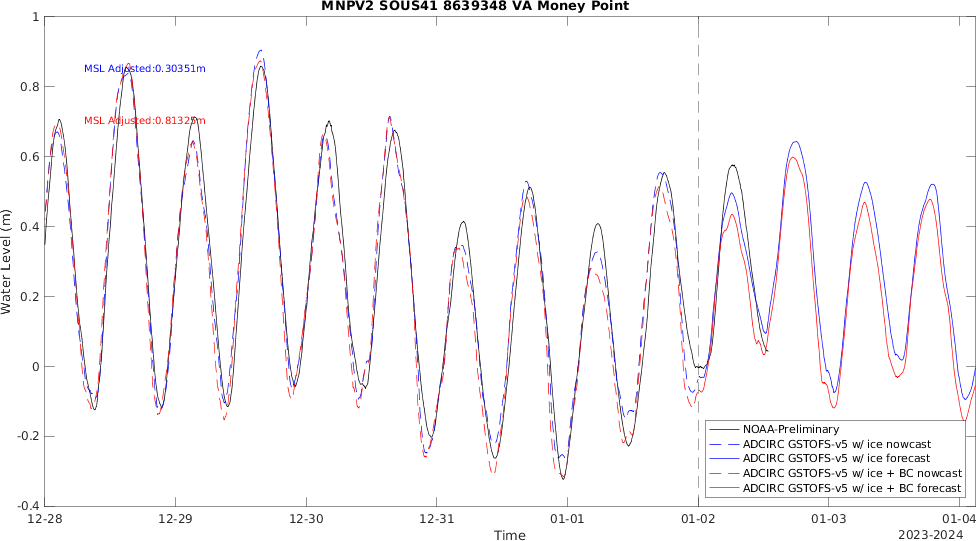 MNPV2 SOUS41 8639348 VA Money Point
1
0.8
0.6
0.4
0.2
0
-0.2
-0.4
Water Level (m)
MSL Adjusted:0.30351m
MSL Adjusted:0.81325m
NOAA-Preliminary
ADCIRC GSTOFS-v5 w/ ice nowcast
ADCIRC GSTOFS-v5 w/ ice forecast
ADCIRC GSTOFS-v5 w/ ice + BC nowcast
ADCIRC GSTOFS-v5 w/ ice + BC forecast
12-28 12-29 12-30 12-31 01-01 01-02 01-03 01-04
Time
2023-2024